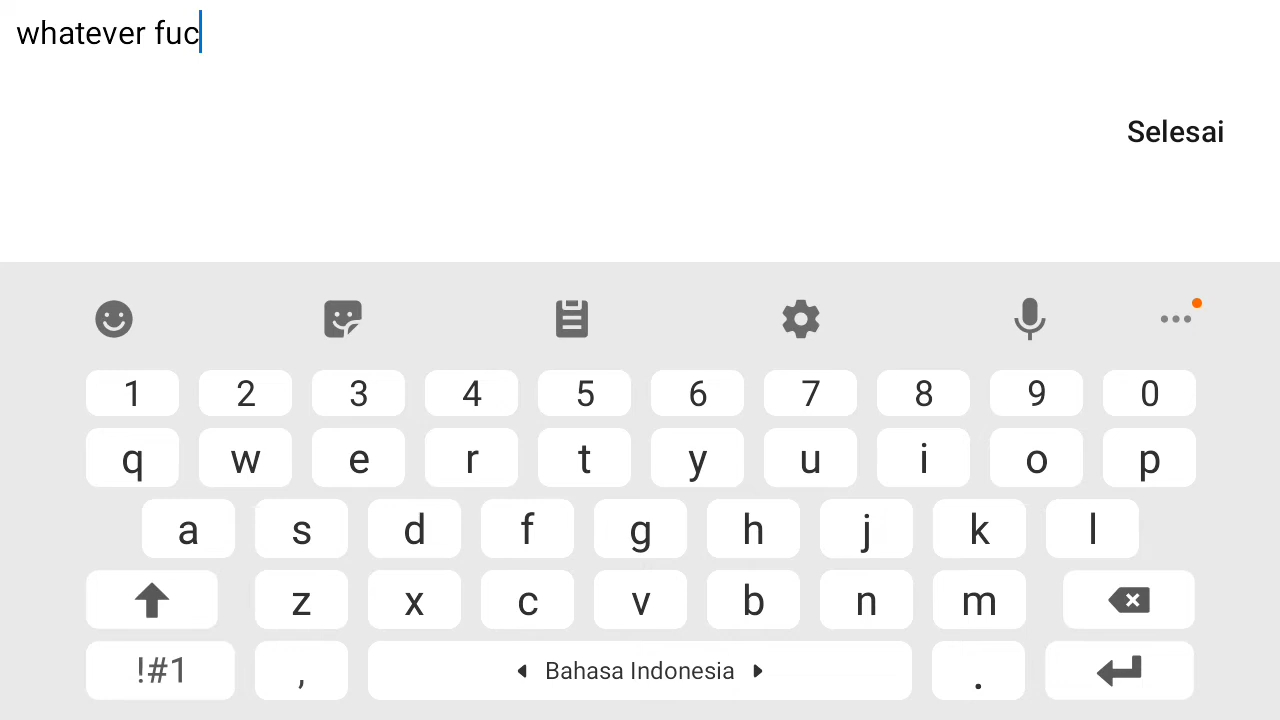 whatever fuc
Selesai
1 2 3 4 5 6 7 8 9 0
q w e r t y u i o p
a s d f g h j k l
z x c v b n m
!#1 , Bahasa Indonesia .